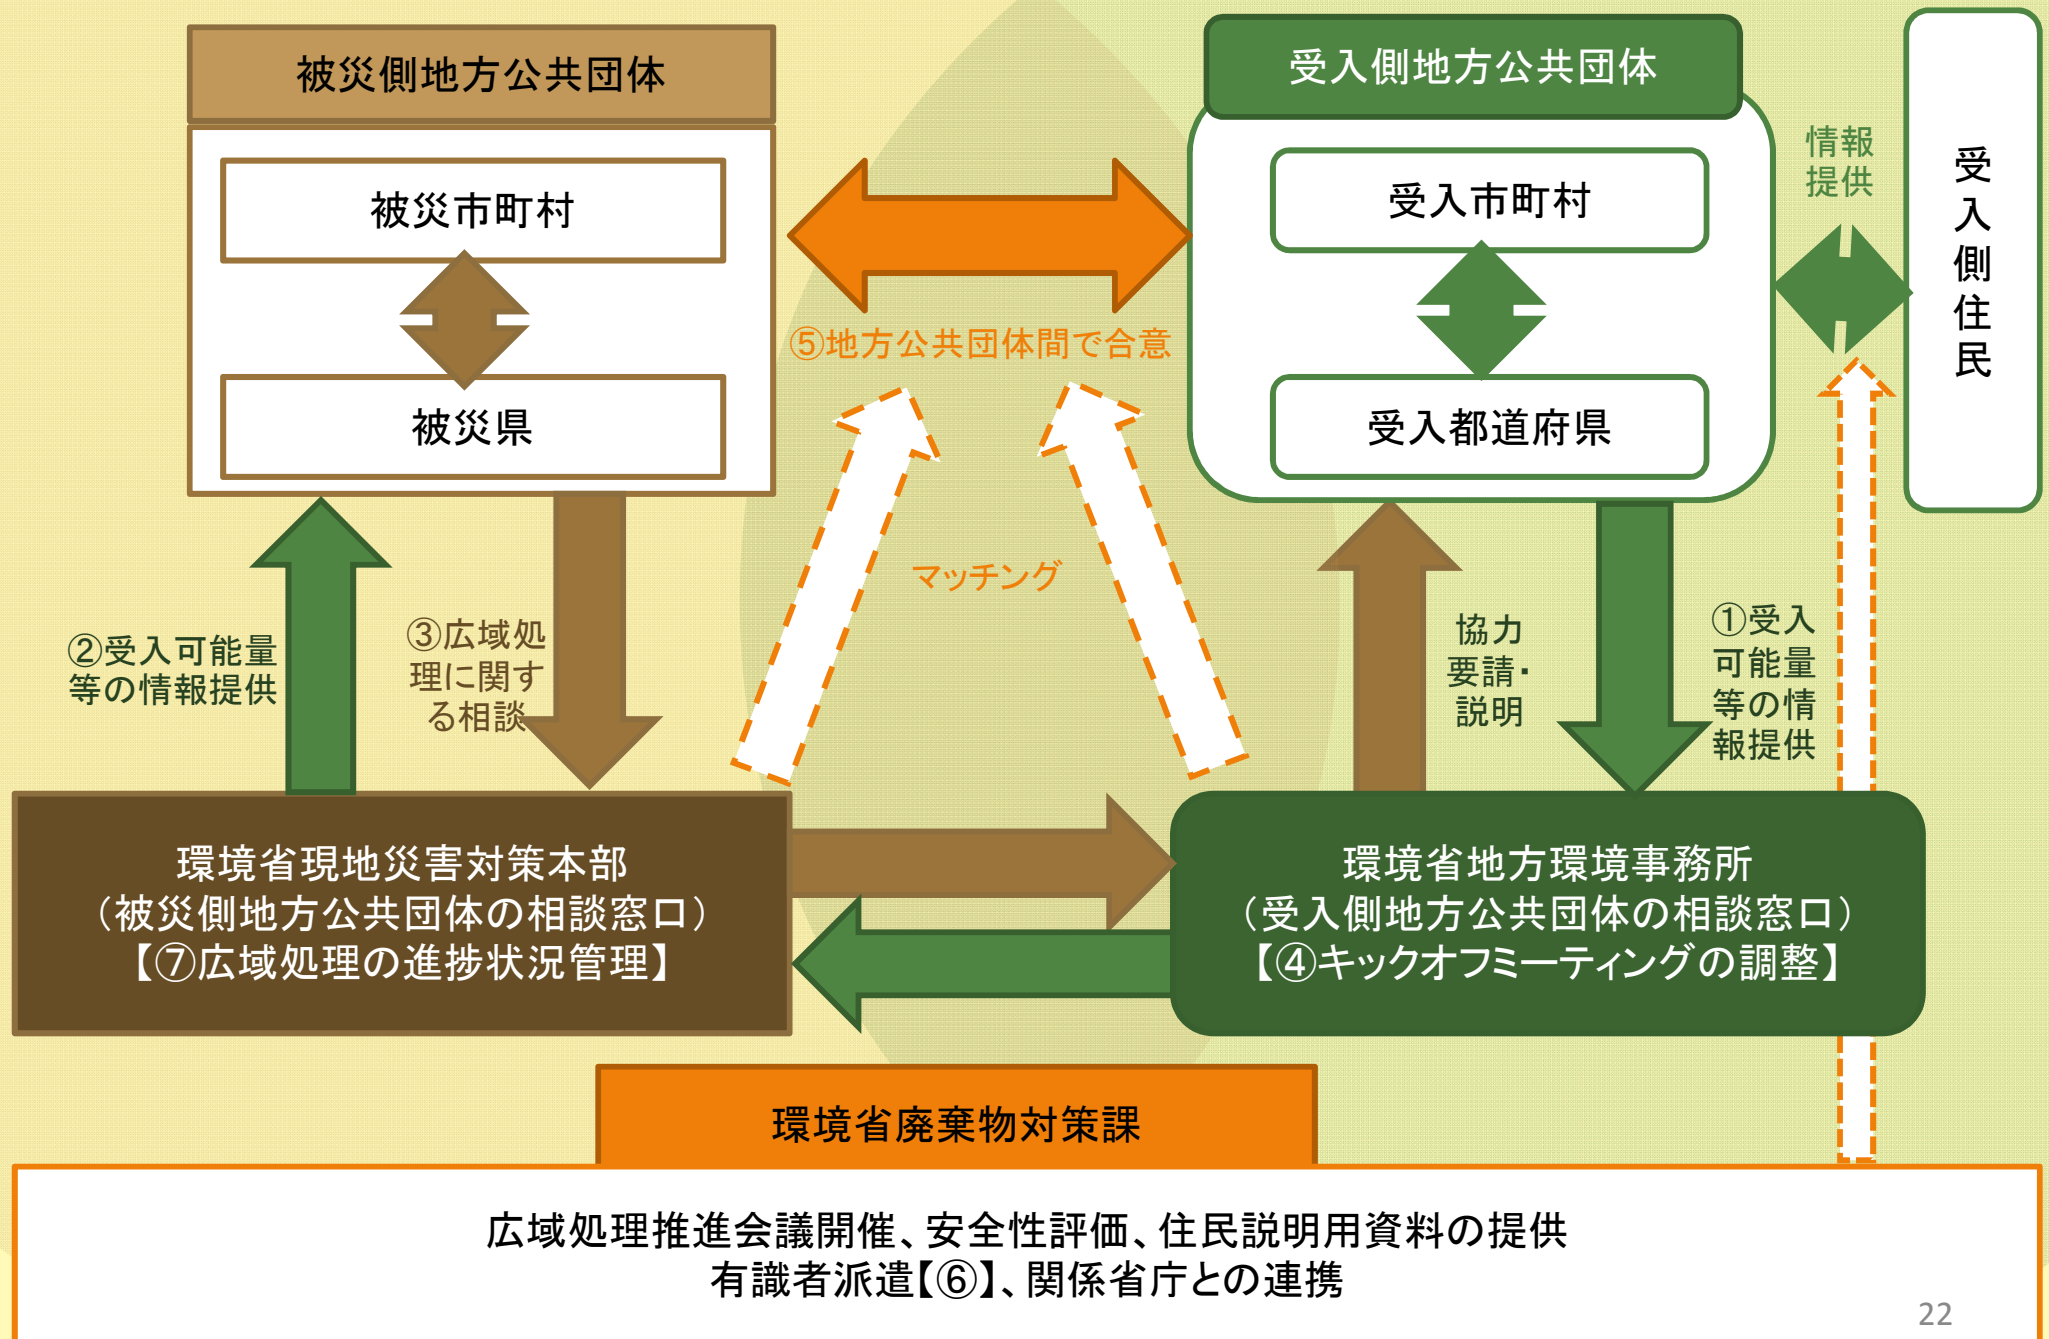 被災側地方公共団体
被災市町村
被災県
受入側地方公共団体
受入市町村
受入都道府県
情報
提供
受入側住民
⑤地方公共団体間で合意
マッチング
②受入可能量
等の情報提供
③広域処
理に関す
る相談
協力
要請・
説明
①受入
可能量
等の情
報提供
環境省現地災害対策本部
（被災側地方公共団体の相談窓口）
【⑦広域処理の進捗状況管理】
環境省地方環境事務所
（受入側地方公共団体の相談窓口）
【④キックオフミーティングの調整】
環境省廃棄物対策課
広域処理推進会議開催、安全性評価、住民説明用資料の提供
有識者派遣【⑥】、関係省庁との連携
22